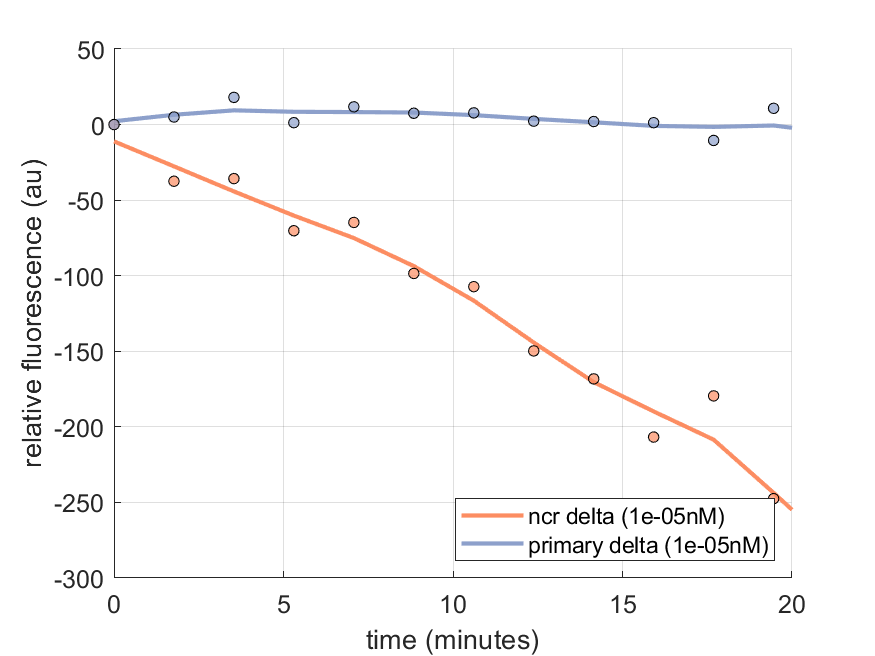 50
0
-50
-100
-150
-200
-250
-300
relative fluorescence (au)
ncr delta (1e-05nM)
primary delta (1e-05nM)
0 5 10 15 20
time (minutes)